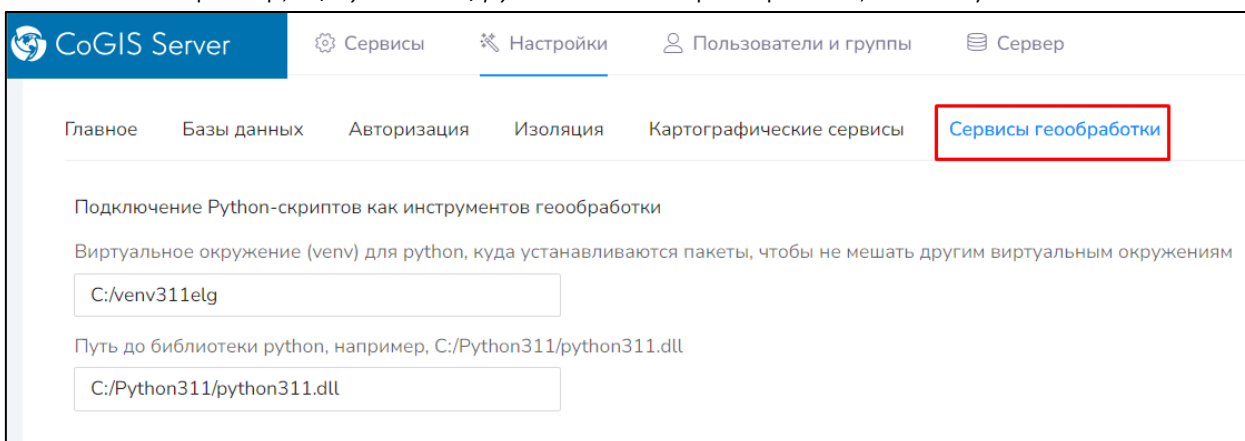 CoGIS Server Сервисы Настройки Пользователи и группы Сервер
Главное Базы данных Авторизация Изоляция Картографические сервисы Сервисы геообработки
Подключение Python-скриптов как инструментов геообработки
Виртуальное окружение (venv) для python, куда устанавливаются пакеты, чтобы не мешать другим виртуальным окружениям
C:/venv311elg
Путь до библиотеки python, например, C:/Python311/python311.dll
C:/Python311/python311.dll